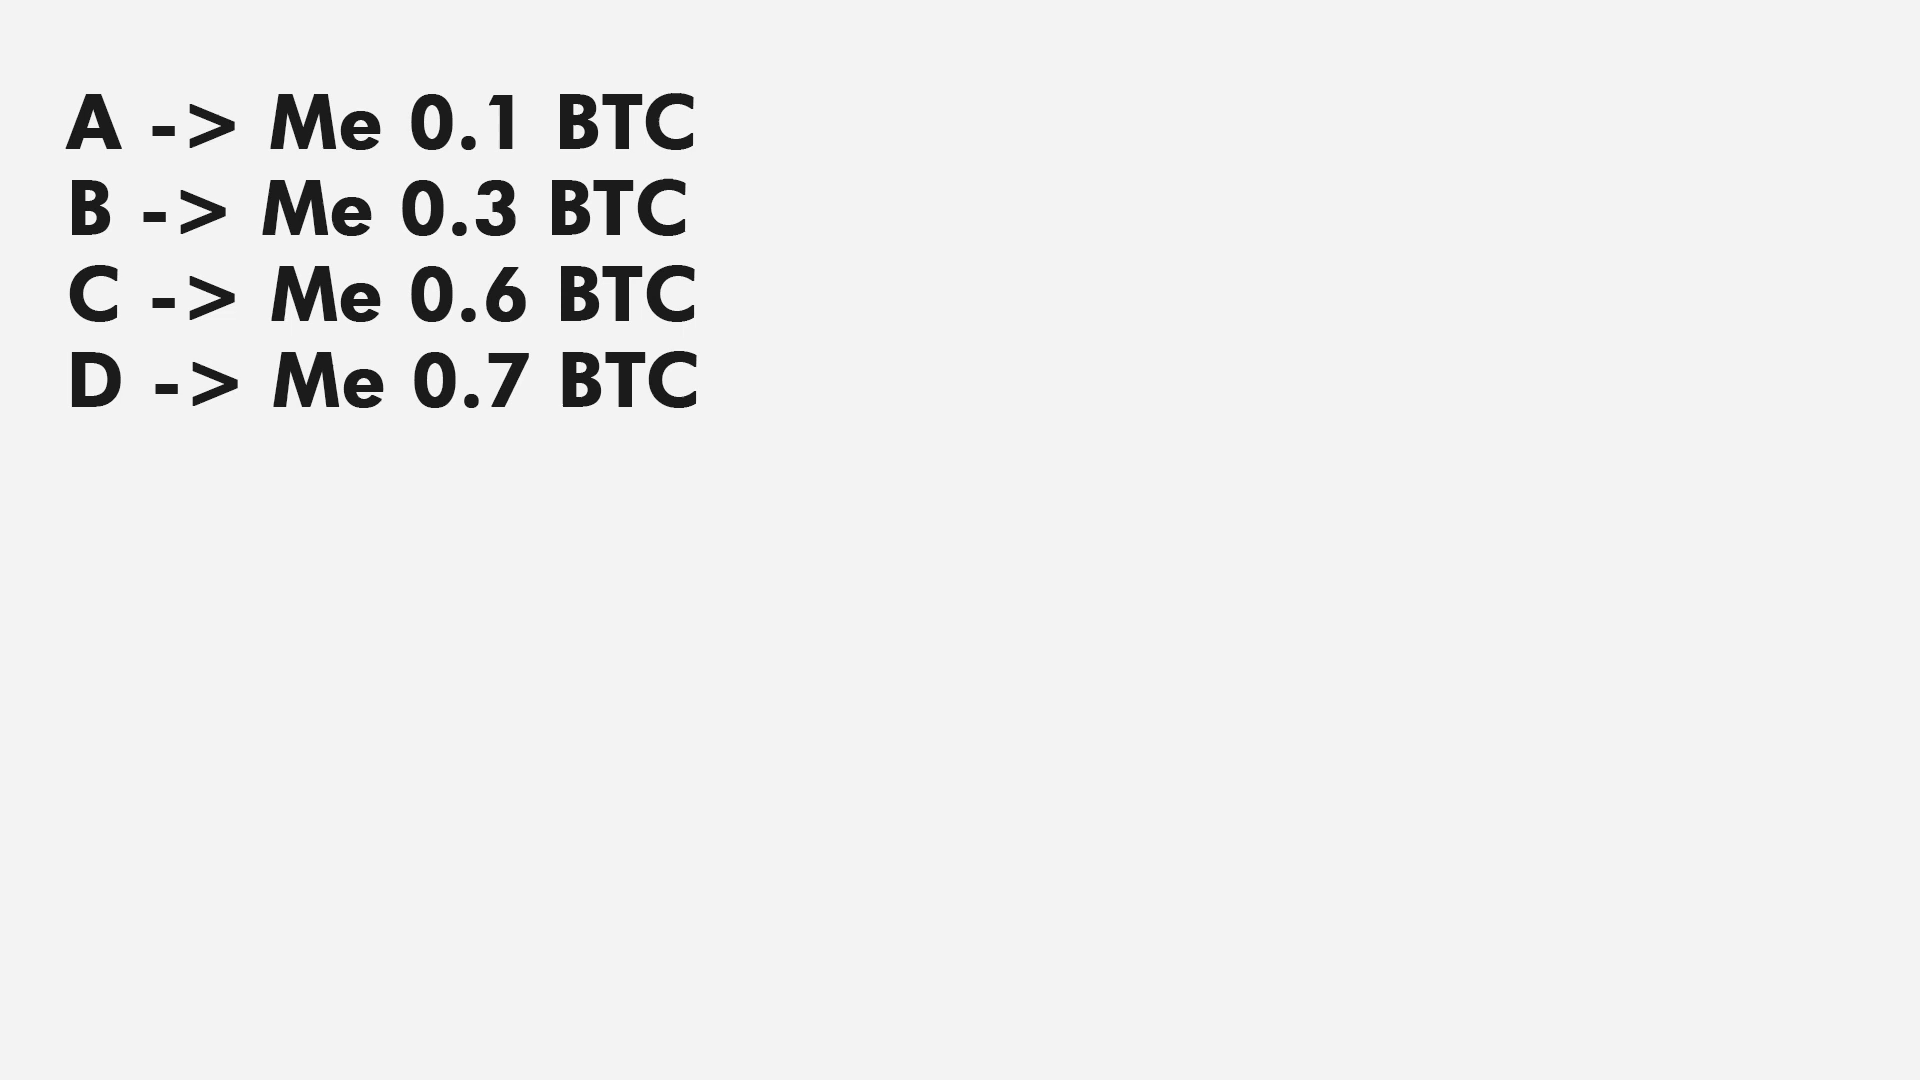 A -> Me 0.1 BTC
B -> Me 0.3 BTC
C -> Me 0.6 BTC
D -> Me 0.7 BTC